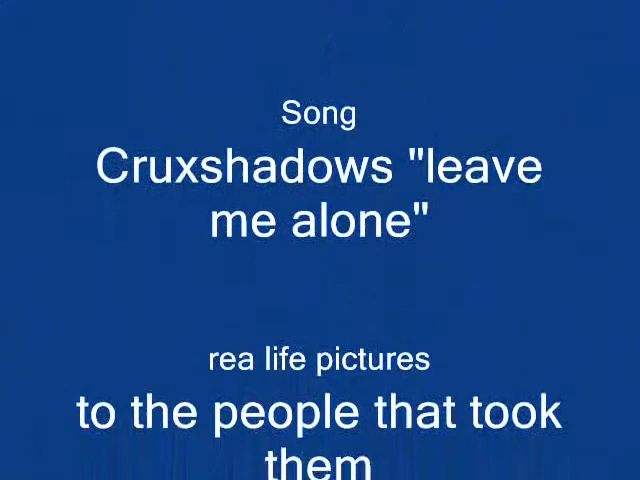 Song
Cruxshadows "leave
me alone"
rea life pictures
to the people that took
them